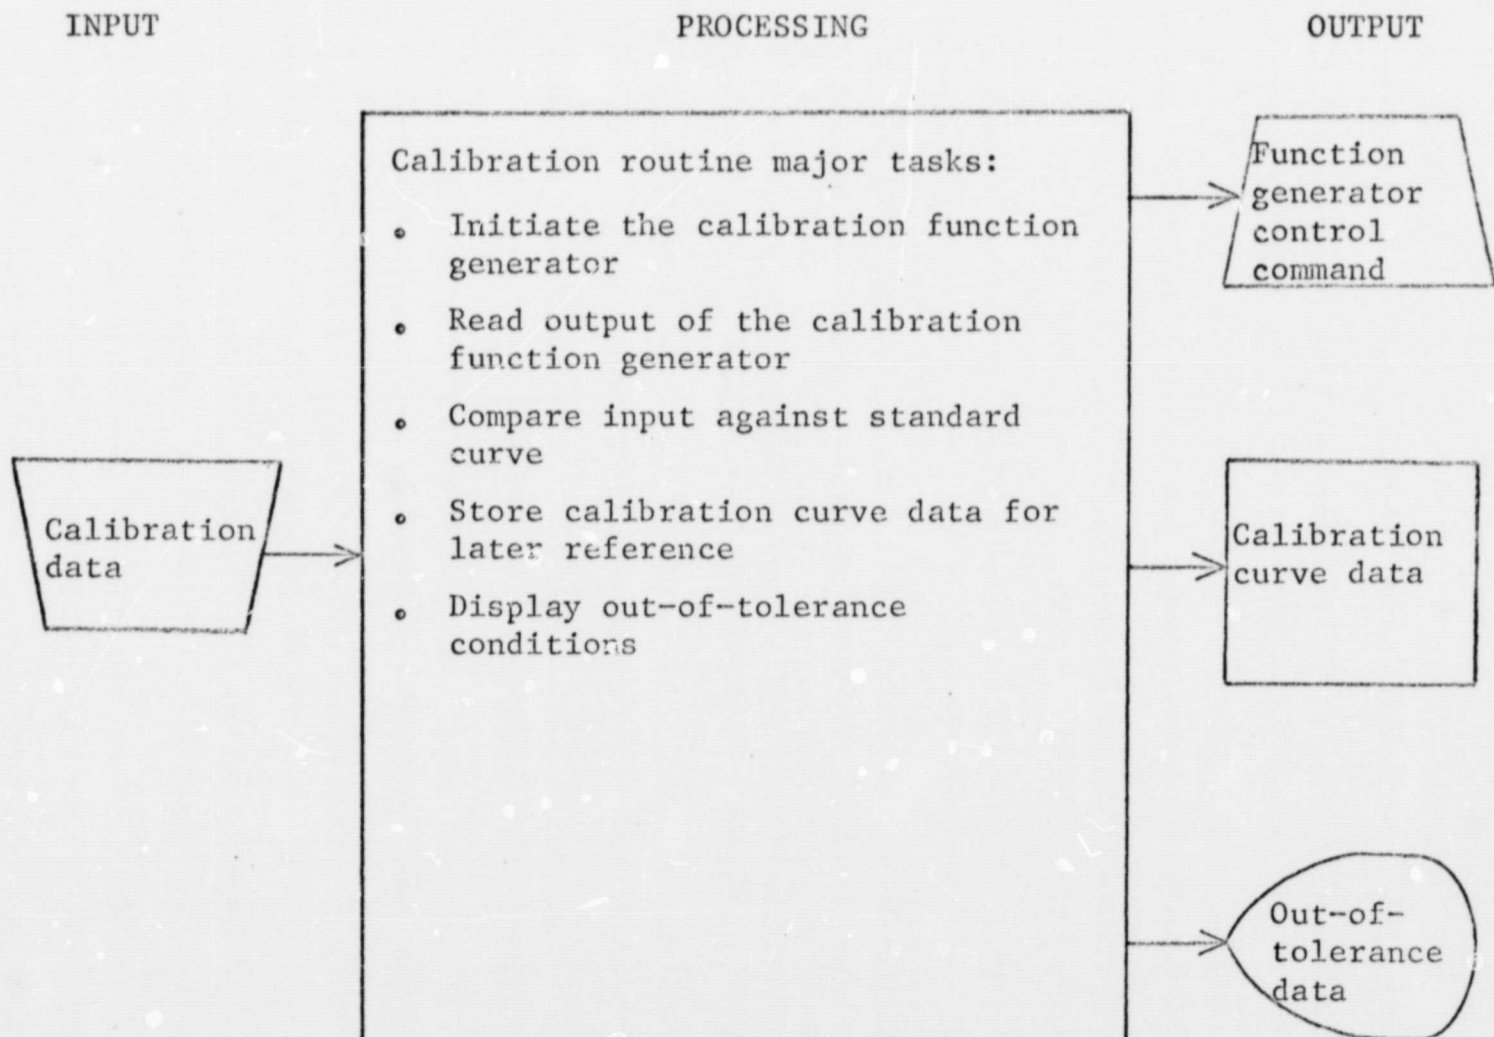 INPUT
PROCESSING
OUTPUT
Calibration
data
Calibration routine major tasks:
• Initiate the calibration function
generator
• Read output of the calibration
function generator
• Compare input against standard
curve
• Store calibration curve data for
later reference
• Display out-of-tolerance
conditions
Function
generator
control
command
Calibration
curve data
Out-of-
tolerance
data